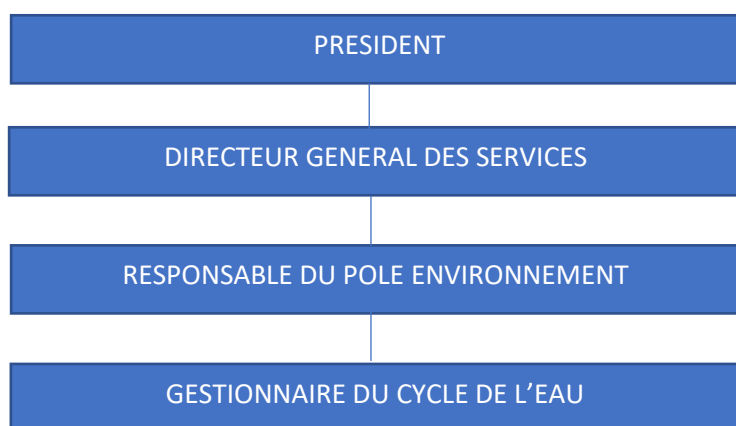 PRESIDENT
DIRECTEUR GENERAL DES SERVICES
RESPONSABLE DU POLE ENVIRONNEMENT
GESTIONNAIRE DU CYCLE DE L’EAU